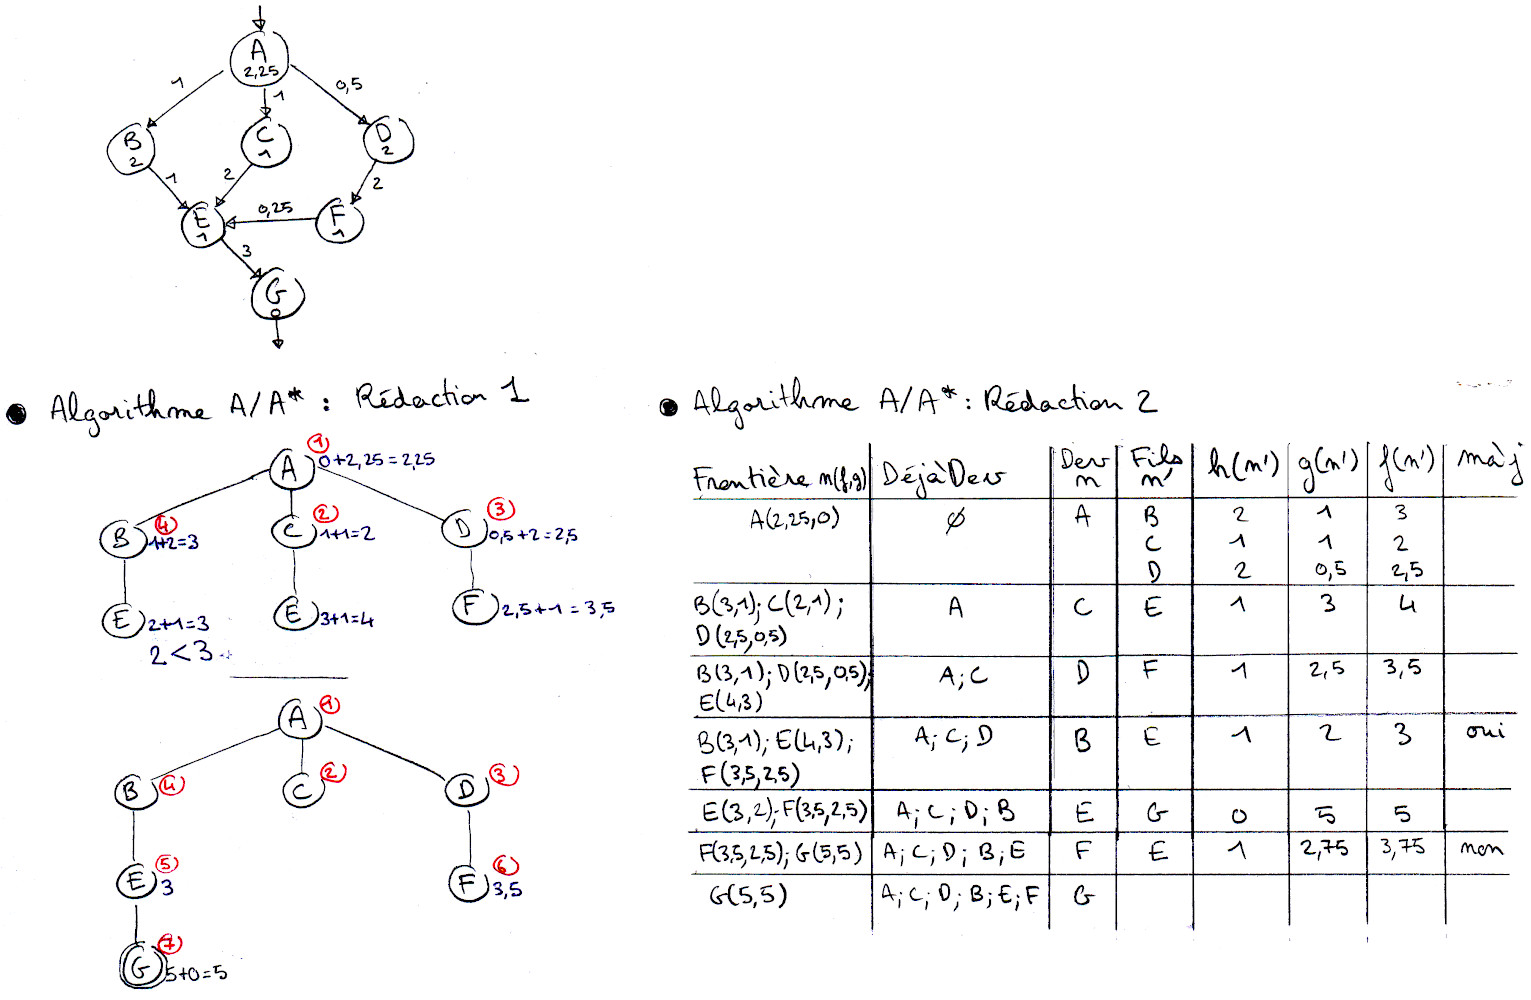 A
2,25
1
1
0,5
B
2
C
1
D
2
1
2
2
E
1
0,25
F
1
3
G
0
• Algorithme A/A* : Rédaction 1
A 1 0+2,25=2,25
B 4 1+2=3
C 2 1+1=2
D 3 0,5+2=2,5
E 2+1=3
E 3+1=4
F 2,5+1=3,5
2<3
A 1
B 4
C 2
D 3
E 5 3
F 6 3,5
G 7 5+0=5
• Algorithme A/A* : Rédaction 2
Frontière n(f,g) DéjàDev Dev n Fils n' h(n') g(n') f(n') màj
A(2,25,0) ∅ A B 2 1 3
C 1 1 2
D 2 0,5 2,5
B(3,1); C(2,1); A C E 1 3 4
D(2,5,0,5)
B(3,1); D(2,5,0,5); A; C D F 1 2,5 3,5
E(4,3)
B(3,1); E(4,3); A; C; D B E 1 2 3 oui
F(3,5,2,5)
E(3,2); F(3,5,2,5) A; C; D; B E G 0 5 5
F(3,5,2,5); G(5,5) A; C; D; B; E F E 1 2,75 3,75 non
G(5,5) A; C; D; B; E; F G